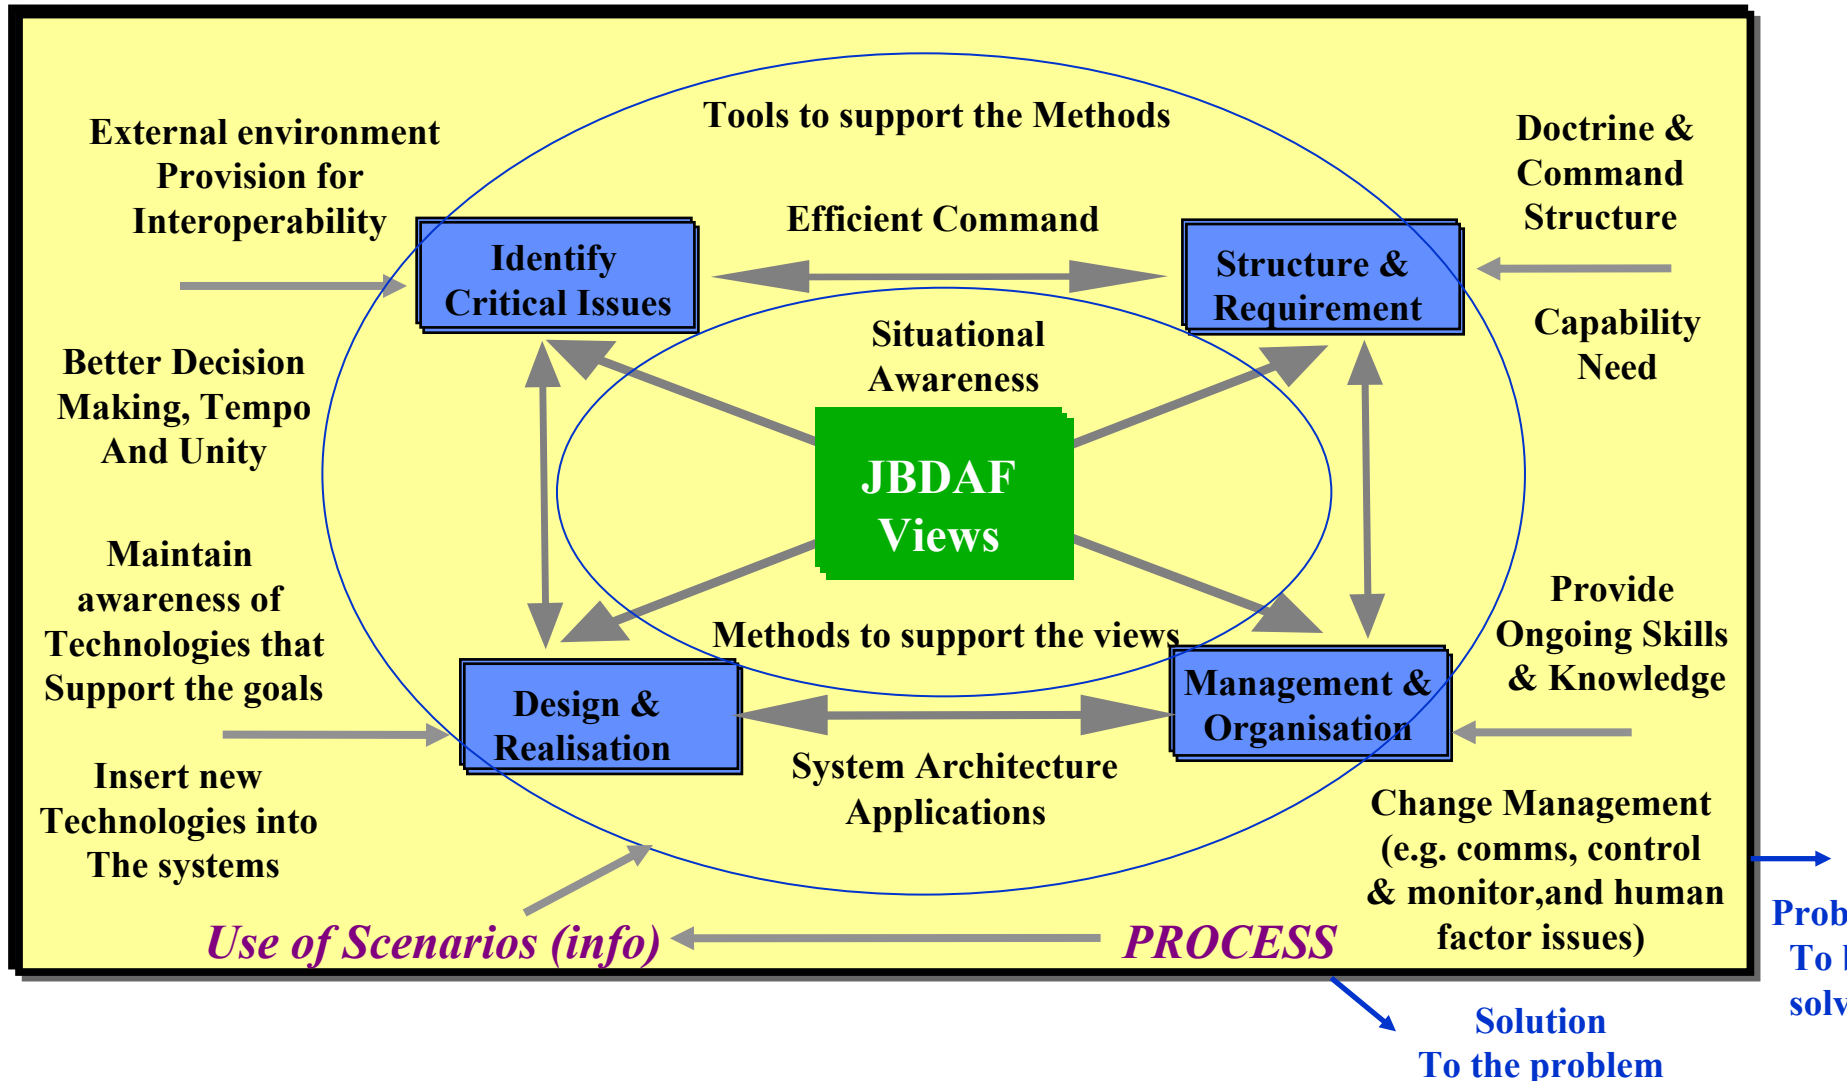 Tools to support the Methods
External environment
Provision for
Interoperability
Doctrine &
Command
Structure
Efficient Command
Identify
Critical Issues
Structure &
Requirement
Situational
Awareness
Capability
Need
Better Decision
Making, Tempo
And Unity
JBDAF
Views
Maintain
awareness of
Technologies that
Support the goals
Provide
Ongoing Skills
& Knowledge
Methods to support the views
Design &
Realisation
Management &
Organisation
System Architecture
Applications
Insert new
Technologies into
The systems
Change Management
(e.g. comms, control
& monitor,and human
factor issues)
Use of Scenarios (info)
PROCESS
To
Solution
To the problem